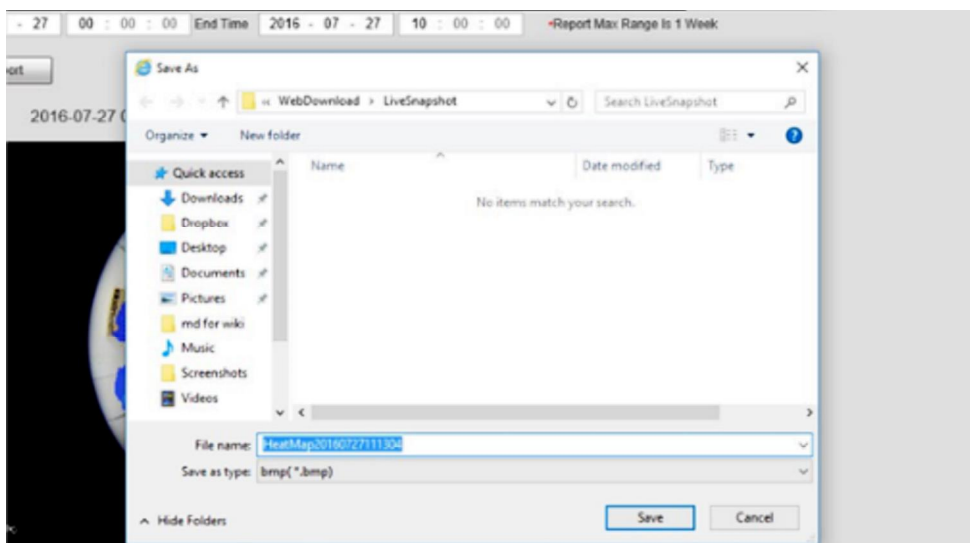 - 27 00 : 00 : 00 End Time 2016 - 07 - 27 10 : 00 : 00 *Report Max Range Is 1 Week
ort
Save As
2016-07-27 0
« WebDownload > LiveSnapshot
Search LiveSnapshot
Organize
New folder
Name
Date modified
Type
No items match your search.
Quick access
Downloads
Dropbox
Desktop
Documents
Pictures
md for wiki
Music
Screenshots
Videos
File name: HeatMap20160727111304
Save as type: bmp( *.bmp)
Hide Folders
Save
Cancel